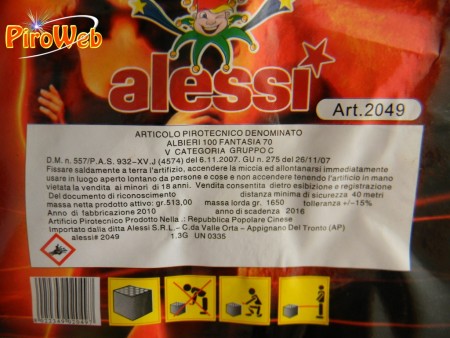 PiroWeb
alessi
Art.2049
ARTICOLO PIROTECNICO DENOMINATO
ALBIERI 100 FANTASIA 70
V CATEGORIA GRUPPO C
D.M. n. 557/P.A.S. 932-XV.J (4574) del 6.11.2007. GU n. 275 del 26/11/07
Fissare saldamente a terra l'artifizio, accendere la miccia ed allontanarsi immediatamente
usare in luogo aperto lontano da persone e cose e non accendere tenendo l'artificio in mano
vietata la vendita ai minori di 18 anni. Vendita consentita dietro esibizione e registrazione
Del documento di riconoscimento distanza minima di sicurezza 40 metri
massa netta prodotto attivo: gr.513,00 massa lorda gr. 1650 tolleranza +/-15%
Anno di fabbricazione 2010 anno di scadenza 2016
Artificio Pirotecnico Prodotto Nella .: Repubblica Popolare Cinese
Importato dalla ditta Alessi S.R.L - C.da Valle Orta - Appignano Del Tronto (AP)
alessi# 2049 1.3G UN 0335